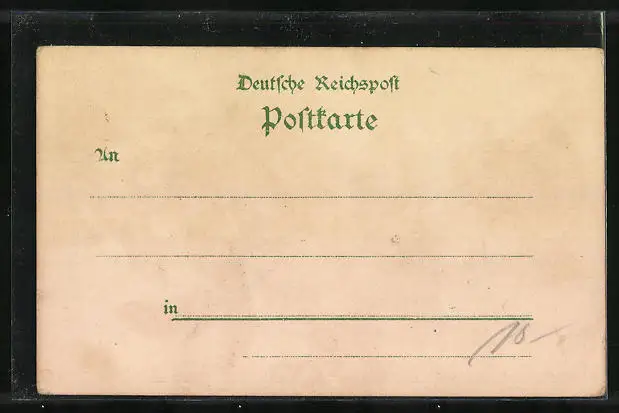 Deutſche Reichspoſt
Poſtkarte
An
in